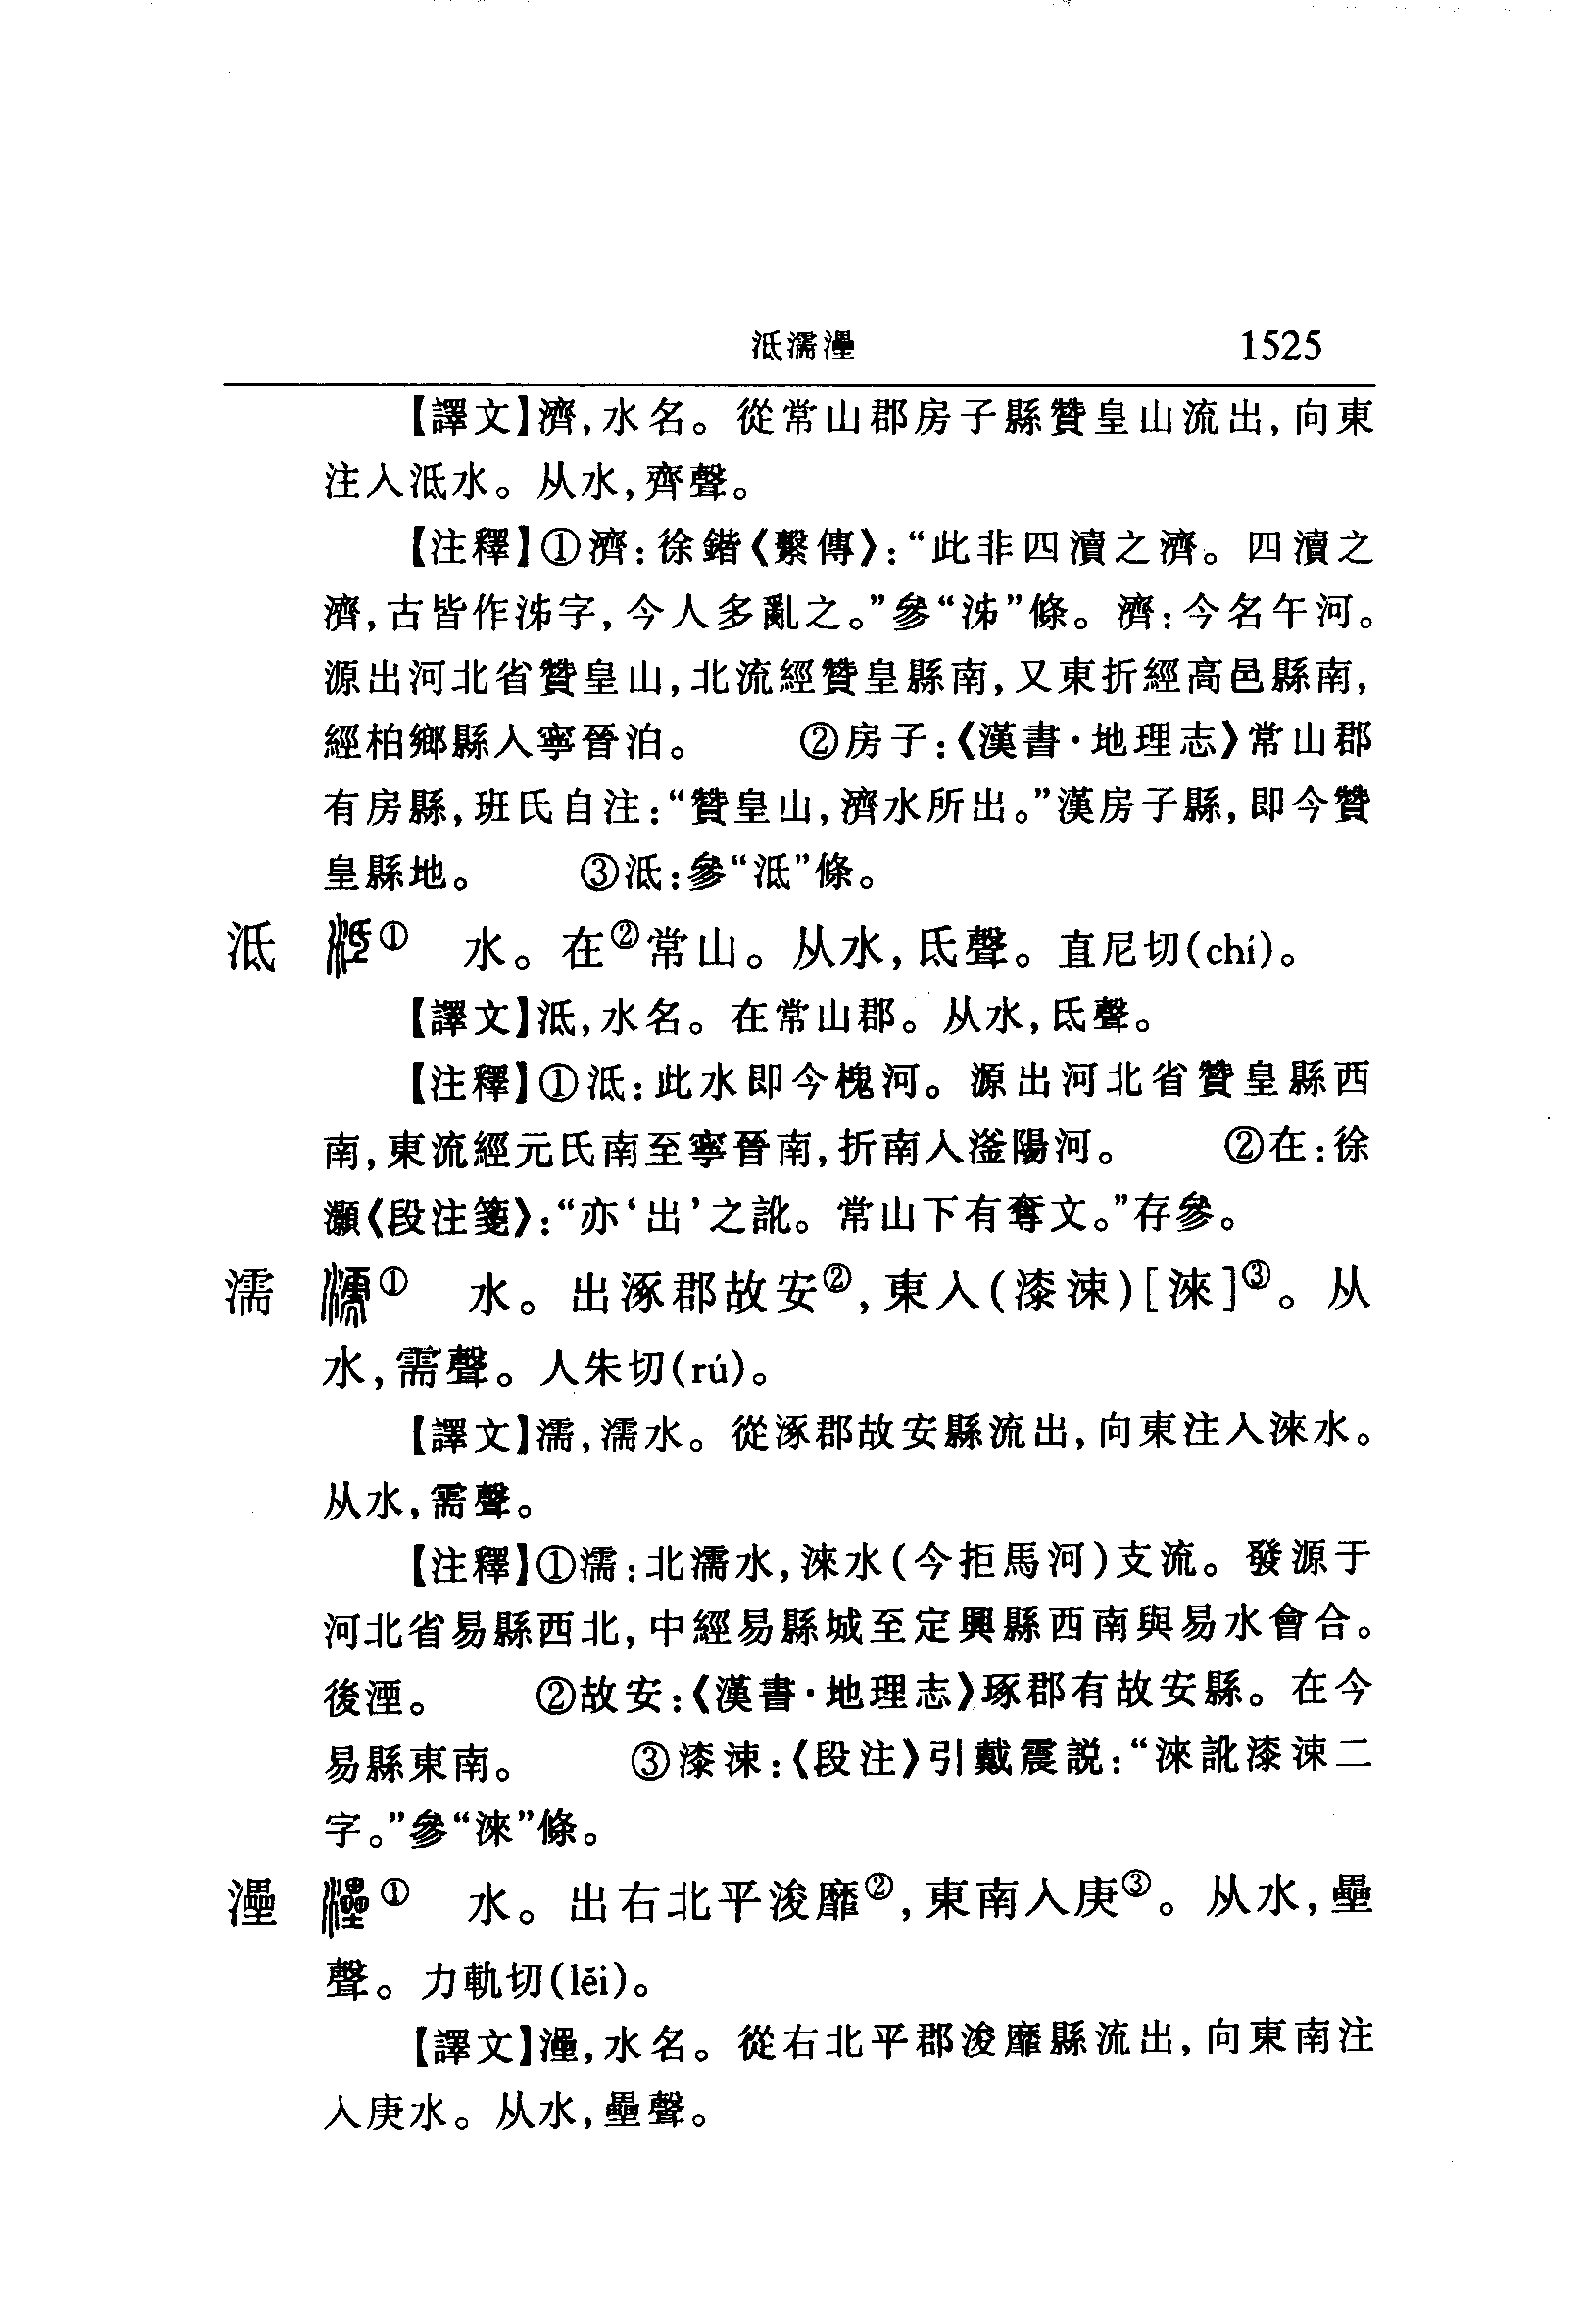 泜濡灅 1525
【譯文】濟,水名。從常山郡房子縣贊皇山流出,向東
注入泜水。从水,齊聲。
【注釋】①濟:徐鍇《繫傳》:“此非四瀆之濟。四瀆之
濟,古皆作泲字,今人多亂之。”參“泲”條。濟:今名午河。
源出河北省贊皇山,北流經贊皇縣南,又東折經高邑縣南,
經柏鄉縣入寧晉泊。 ②房子:《漢書·地理志》常山郡
有房縣,班氏自注:“贊皇山,濟水所出。”漢房子縣,即今贊
皇縣地。 ③泜:參“泜”條。
泜 泜① 水。在②常山。从水,氐聲。直尼切(chí)。
【譯文】泜,水名。在常山郡。从水,氐聲。
【注釋】①泜:此水即今槐河。源出河北省贊皇縣西
南,東流經元氏南至寧晉南,折南入滏陽河。 ②在:徐
灝《段注箋》:“亦‘出’之訛。常山下有奪文。”存參。
濡 濡① 水。出涿郡故安②,東入(漆涑)[淶]③。从
水,需聲。人朱切(rú)。
【譯文】濡,濡水。從涿郡故安縣流出,向東注入淶水。
从水,需聲。
【注釋】①濡:北濡水,淶水(今拒馬河)支流。發源于
河北省易縣西北,中經易縣城至定興縣西南與易水會合。
後湮。 ②故安:《漢書·地理志》琢郡有故安縣。在今
易縣東南。 ③漆涑:《段注》引戴震説:“淶訛漆涑二
字。”參“淶”條。
灅 灅① 水。出右北平浚靡②,東南入庚③。从水,壘
聲。力軌切(lěi)。
【譯文】灅,水名。從右北平郡浚靡縣流出,向東南注
入庚水。从水,壘聲。